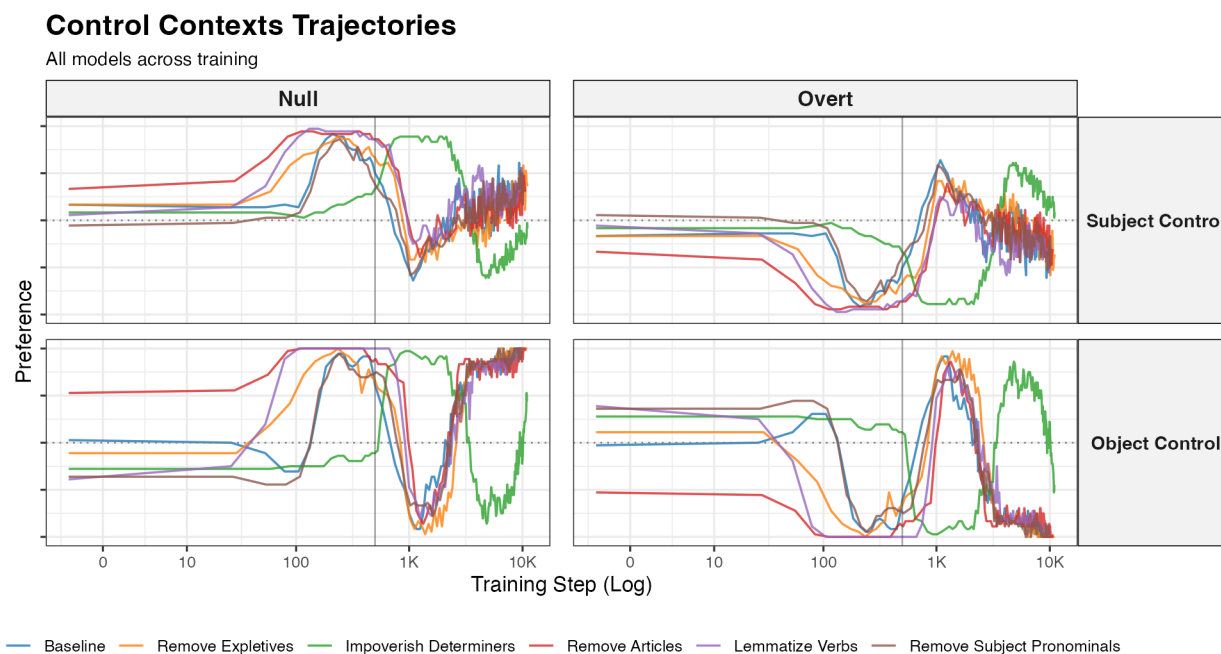 Control Contexts Trajectories
All models across training
Null
Overt
Preference
Subject Contro
Object Control
0 10 100 1K 10K
0 10 100 1K 10K
Training Step (Log)
Baseline Remove Expletives Impoverish Determiners Remove Articles Lemmatize Verbs Remove Subject Pronominals